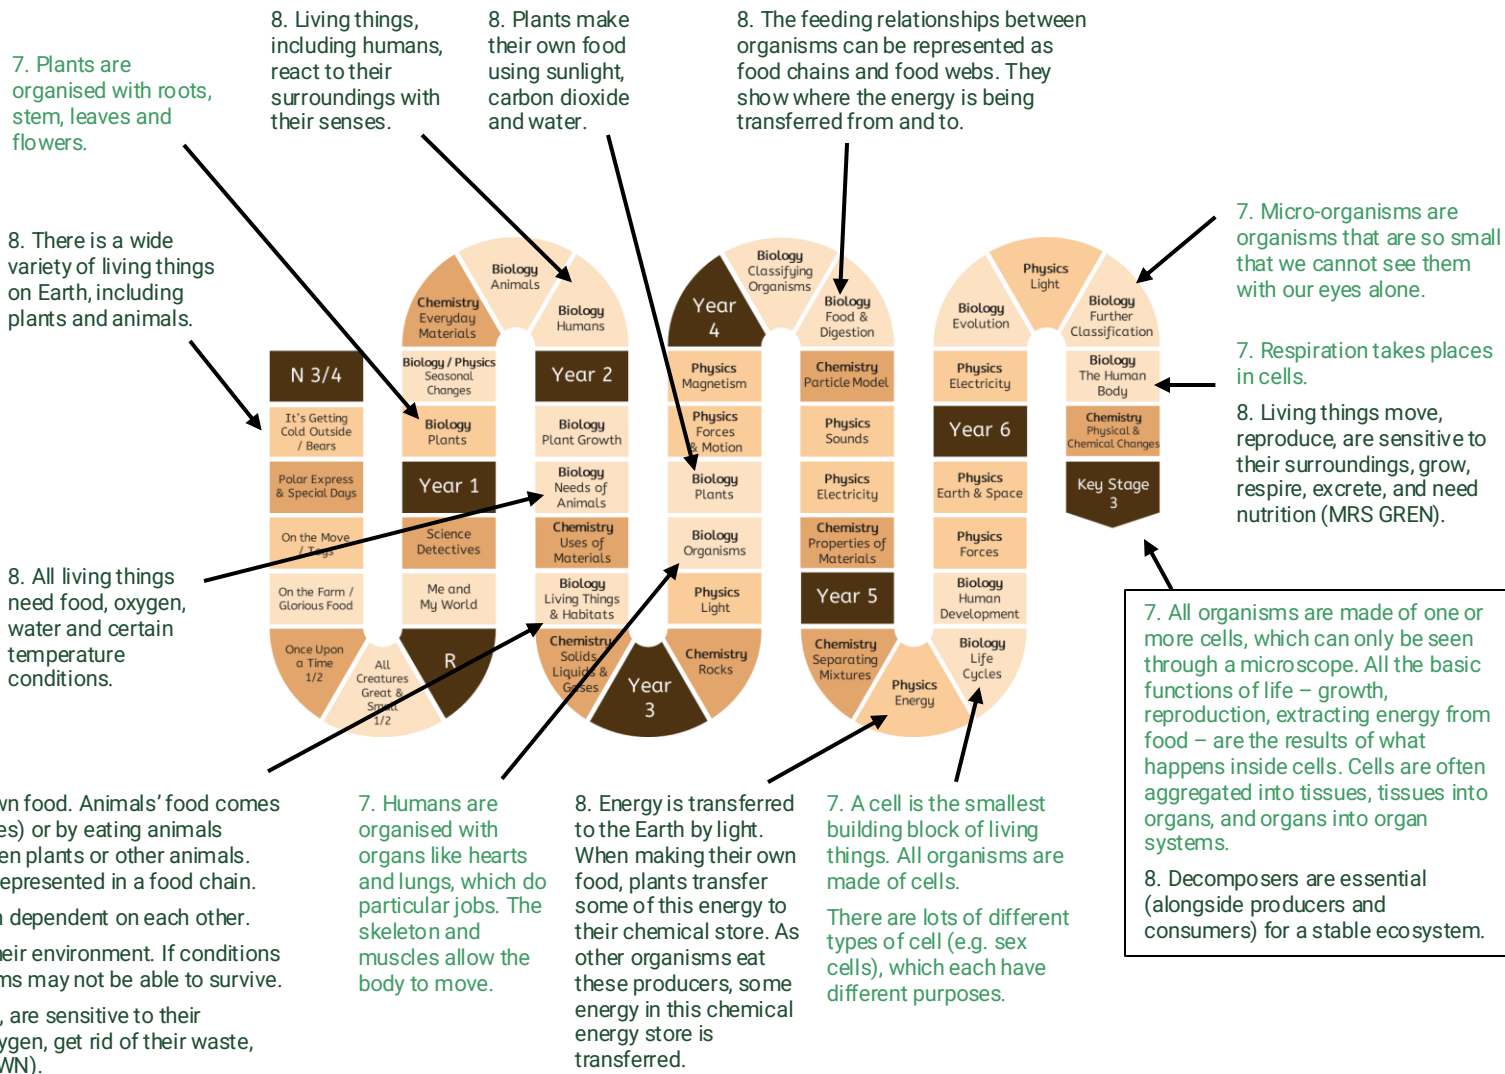 8. Living things,
including humans,
react to their
surroundings with
their senses.
8. Plants make
their own food
using sunlight,
carbon dioxide
and water.
8. The feeding relationships between
organisms can be represented as
food chains and food webs. They
show where the energy is being
transferred from and to.
7. Plants are
organised with roots,
stem, leaves and
flowers.
8. There is a wide
variety of living things
on Earth, including
plants and animals.
7. Micro-organisms are
organisms that are so small
that we cannot see them
with our eyes alone.
7. Respiration takes places
in cells.
8. Living things move,
reproduce, are sensitive to
their surroundings, grow,
respire, excrete, and need
nutrition (MRS GREN).
N 3/4
It's Getting
Cold Outside
/ Bears
Polar Express
& Special Days
On the Move
/ Toys
On the Farm /
Glorious Food
Once Upon
a Time
1/2
All
Creatures
Great &
Small
1/2
R
Me and
My World
Science
Detectives
Year 1
Biology
Plants
Biology / Physics
Seasonal
Changes
Chemistry
Everyday
Materials
Biology
Animals
Biology
Humans
Year 2
Biology
Plant Growth
Biology
Needs of
Animals
Chemistry
Uses of
Materials
Biology
Living Things
& Habitats
Chemistry
Solids,
Liquids &
Gases
Year
3
Chemistry
Rocks
Physics
Light
Biology
Organisms
Biology
Plants
Physics
Forces
& Motion
Physics
Magnetism
Year
4
Biology
Classifying
Organisms
Biology
Food &
Digestion
Chemistry
Particle Model
Physics
Sounds
Physics
Electricity
Chemistry
Properties of
Materials
Year 5
Chemistry
Separating
Mixtures
Physics
Energy
Biology
Life
Cycles
Biology
Human
Development
Physics
Forces
Physics
Earth & Space
Year 6
Physics
Electricity
Biology
Evolution
Physics
Light
Biology
Further
Classification
Biology
The Human
Body
Chemistry
Physical &
Chemical Changes
Key Stage
3
8. All living things
need food, oxygen,
water and certain
temperature
conditions.
7. All organisms are made of one or
more cells, which can only be seen
through a microscope. All the basic
functions of life – growth,
reproduction, extracting energy from
food – are the results of what
happens inside cells. Cells are often
aggregated into tissues, tissues into
organs, and organs into organ
systems.
8. Decomposers are essential
(alongside producers and
consumers) for a stable ecosystem.
food. Animals' food comes
or by eating animals
plants or other animals.
represented in a food chain.
dependent on each other.
their environment. If conditions
may not be able to survive.
, are sensitive to their
get rid of their waste,
7. Humans are
organised with
organs like hearts
and lungs, which do
particular jobs. The
skeleton and
muscles allow the
body to move.
8. Energy is transferred
to the Earth by light.
When making their own
food, plants transfer
some of this energy to
their chemical store. As
other organisms eat
these producers, some
energy in this chemical
energy store is
transferred.
7. A cell is the smallest
building block of living
things. All organisms are
made of cells.
There are lots of different
types of cell (e.g. sex
cells), which each have
different purposes.